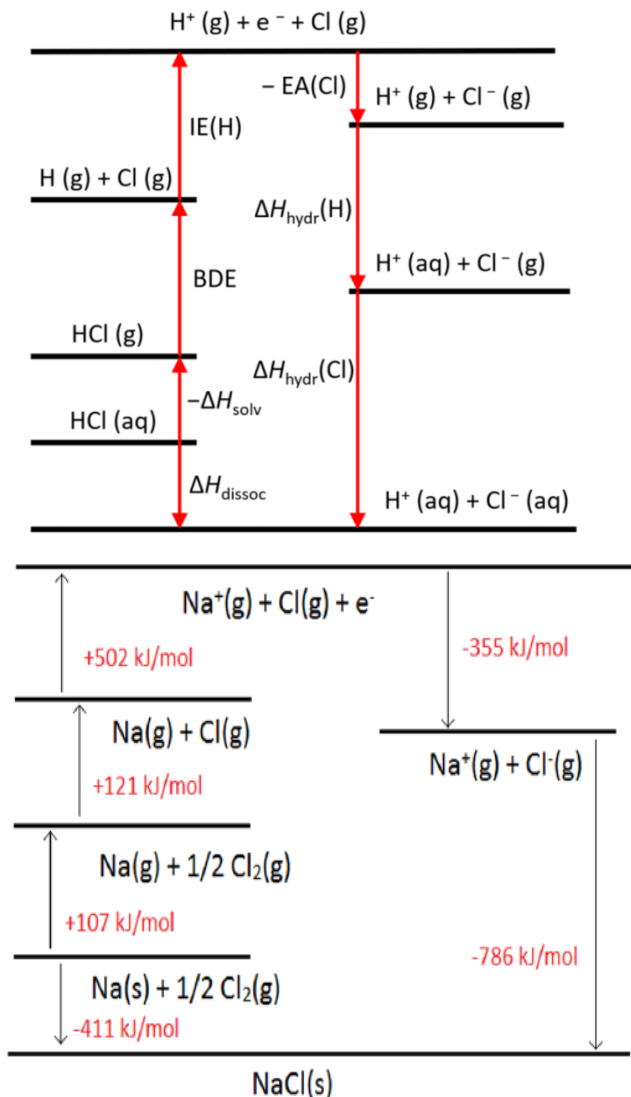 H⁺ (g) + e ⁻ + Cl (g)
− EA(Cl)
H⁺ (g) + Cl⁻ (g)
IE(H)
H (g) + Cl (g)
ΔHhydr(H)
BDE
H⁺ (aq) + Cl⁻ (g)
HCl (g)
ΔHhydr(Cl)
−ΔHsolv
HCl (aq)
ΔHdissoc
H⁺ (aq) + Cl⁻ (aq)
Na⁺(g) + Cl(g) + e⁻
+502 kJ/mol
-355 kJ/mol
Na(g) + Cl(g)
Na⁺(g) + Cl⁻(g)
+121 kJ/mol
Na(g) + 1/2 Cl₂(g)
+107 kJ/mol
-786 kJ/mol
Na(s) + 1/2 Cl₂(g)
-411 kJ/mol
NaCl(s)